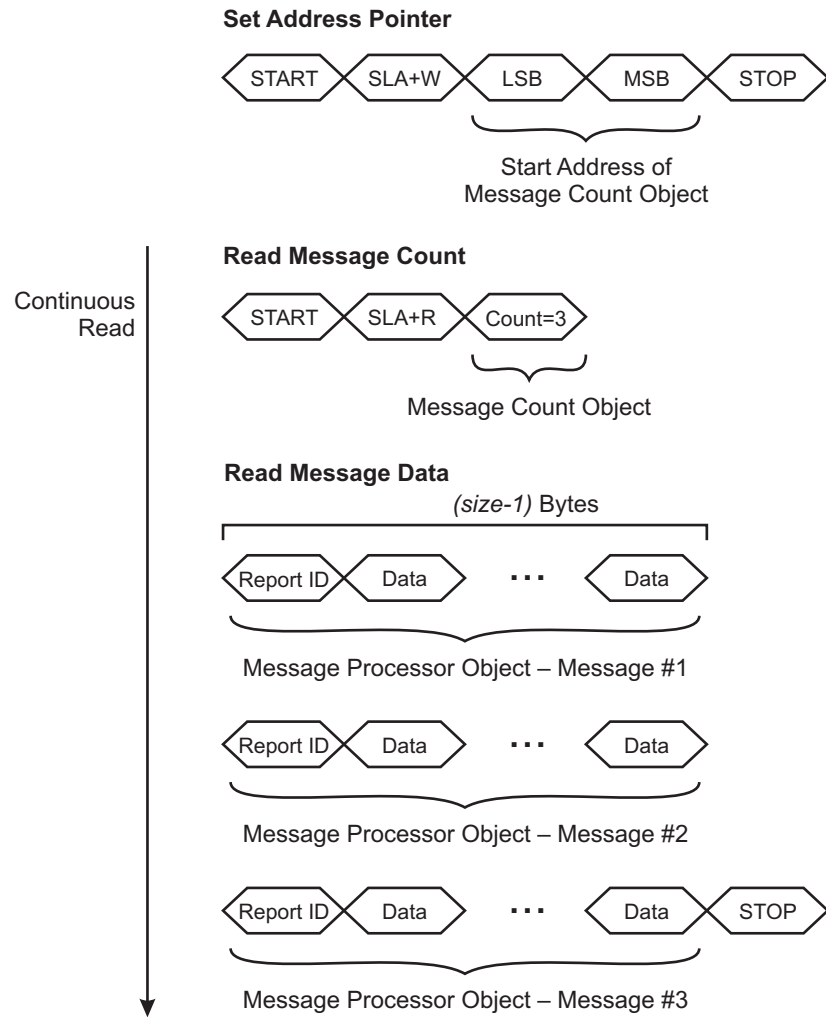 Set Address Pointer
START SLA+W LSB MSB STOP
Start Address of
Message Count Object
Read Message Count
Continuous
Read
START SLA+R Count=3
Message Count Object
Read Message Data
(size-1) Bytes
Report ID Data ... Data
Message Processor Object – Message #1
Report ID Data ... Data
Message Processor Object – Message #2
Report ID Data ... Data STOP
Message Processor Object – Message #3